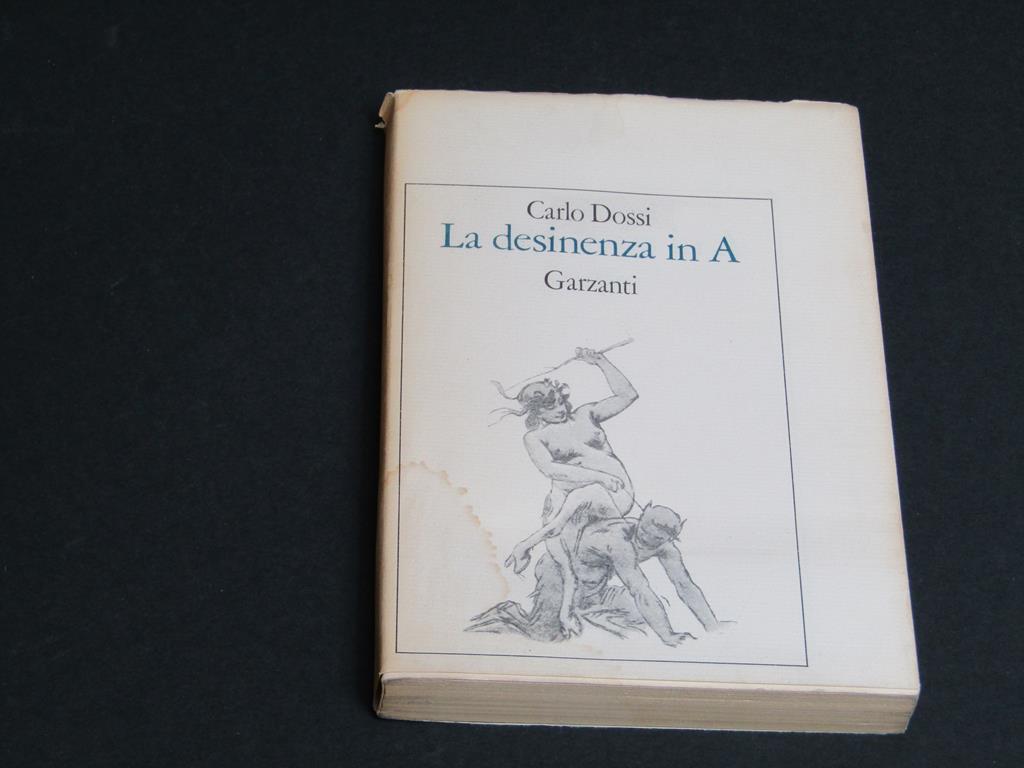 Carlo Dossi
La desinenza in A
Garzanti